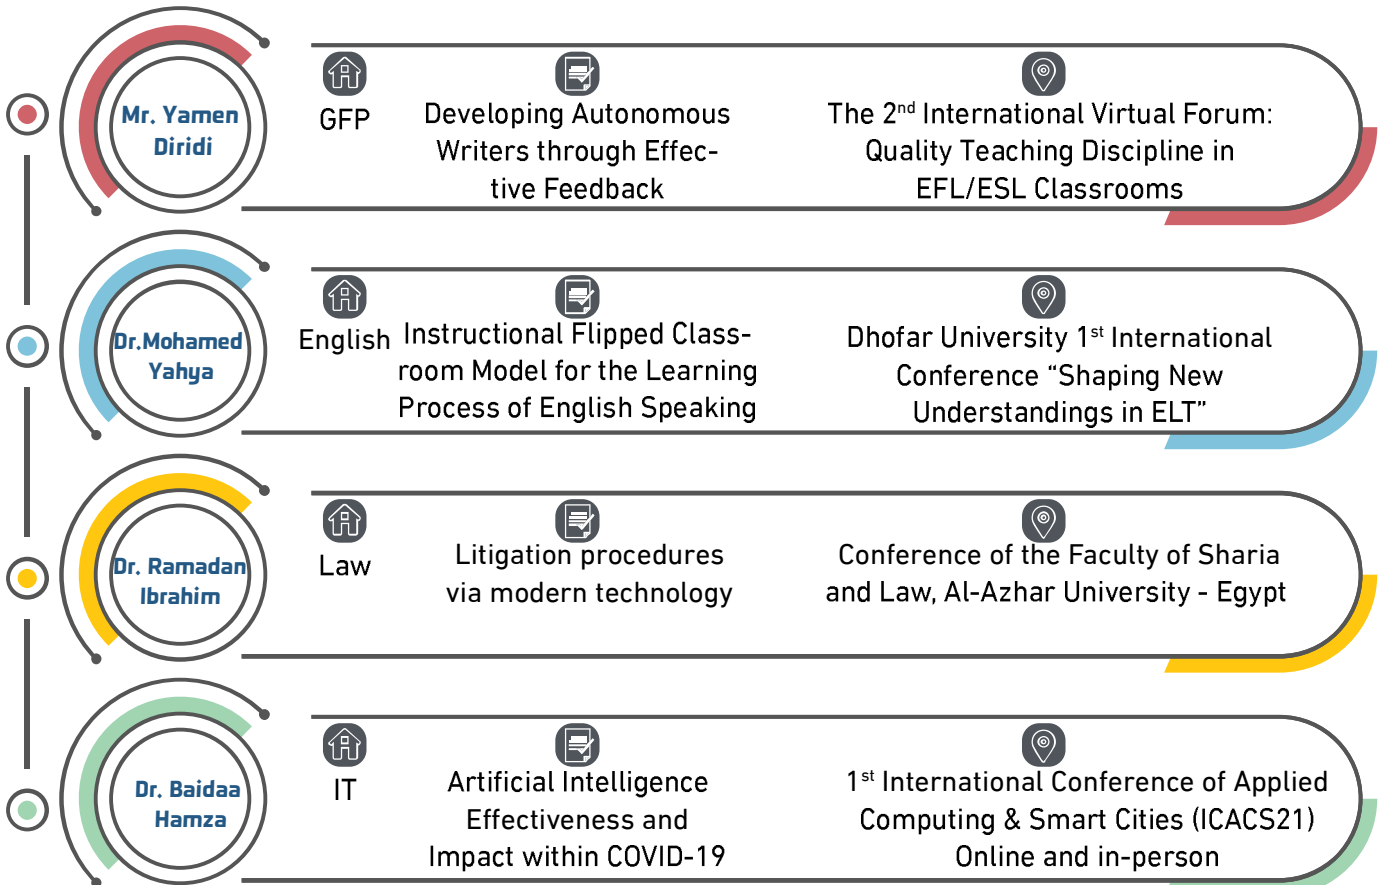 Mr. Yamen
Diridi
GFP
Developing Autonomous
Writers through Effec-
tive Feedback
The 2nd International Virtual Forum:
Quality Teaching Discipline in
EFL/ESL Classrooms
Dr.Mohamed
Yahya
English
Instructional Flipped Class-
room Model for the Learning
Process of English Speaking
Dhofar University 1st International
Conference “Shaping New
Understandings in ELT”
Dr. Ramadan
Ibrahim
Law
Litigation procedures
via modern technology
Conference of the Faculty of Sharia
and Law, Al-Azhar University - Egypt
Dr. Baidaa
Hamza
IT
Artificial Intelligence
Effectiveness and
Impact within COVID-19
1st International Conference of Applied
Computing & Smart Cities (ICACS21)
Online and in-person